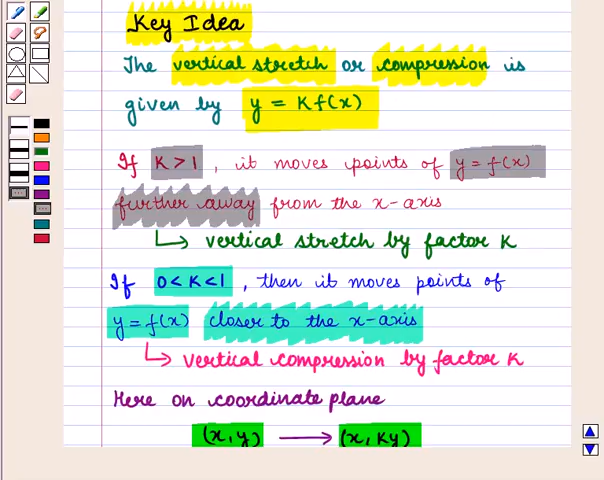 Key Idea
The vertical stretch or compression is
given by y = Kf(x)
If K > 1, it moves points of y = f(x)
further away from the x-axis
↳ vertical stretch by factor K
If 0 < K < 1, then it moves points of
y = f(x) closer to the x-axis
↳ vertical compression by factor K
Here on coordinate plane
(x, y) → (x, Ky)